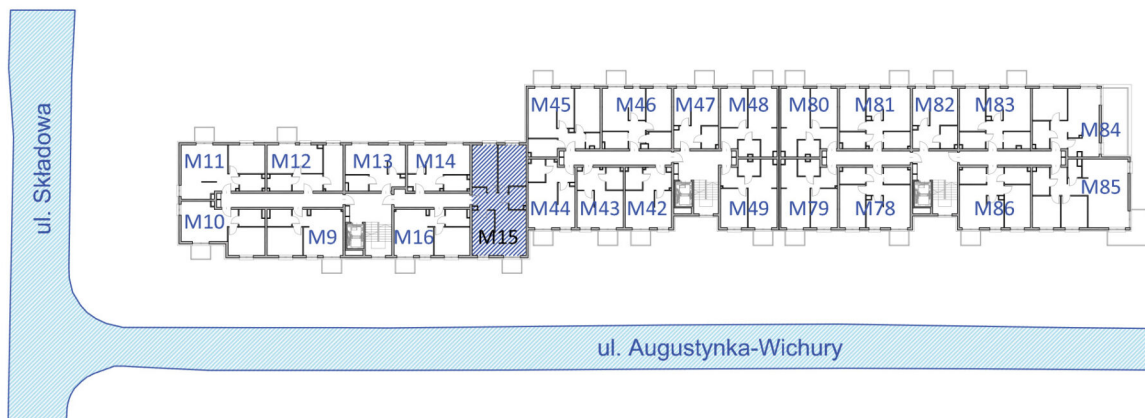 ul. Składowa
M45 M46 M47 M48 M80 M81 M82 M83 M84
M11 M12 M13 M14
M44 M43 M42 M49 M79 M78 M86 M85
M10 M9 M16 M15
ul. Augustynka-Wichury